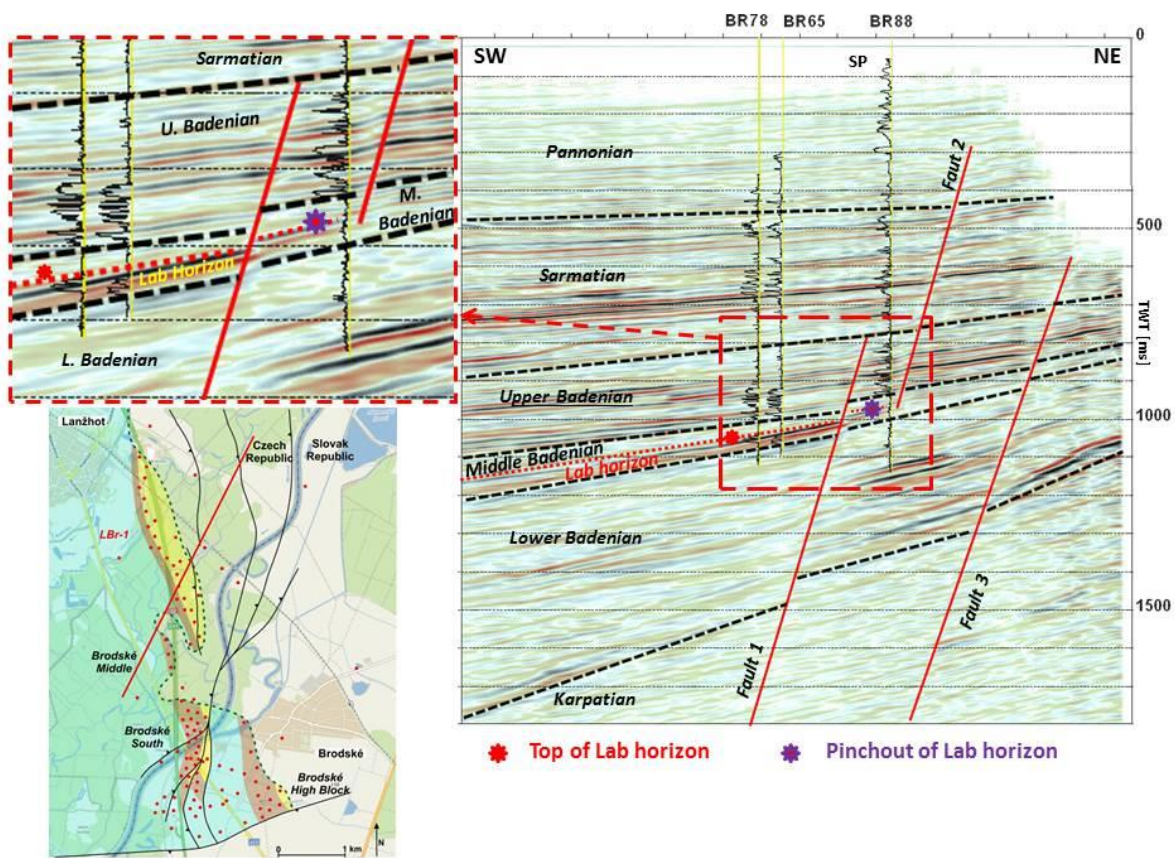 BR78
BR65
BR88
SW
SP
NE
0
Pannonian
Faut 2
500
Sarmatian
TWT [ms]
Upper Badenian
1000
Middle Badenian
Lab horizon
Lower Badenian
Fault 3
1500
Fault 1
Karpatian
Top of Lab horizon
Pinchout of Lab horizon
Sarmatian
U. Badenian
M.
Badenian
Lab Horizon
L. Badenian
Lanžhot
Czech
Republic
Slovak
Republic
LBr-1
Brodské
Middle
Brodské
South
Brodské
Brodské
High Block
0
1 km
N